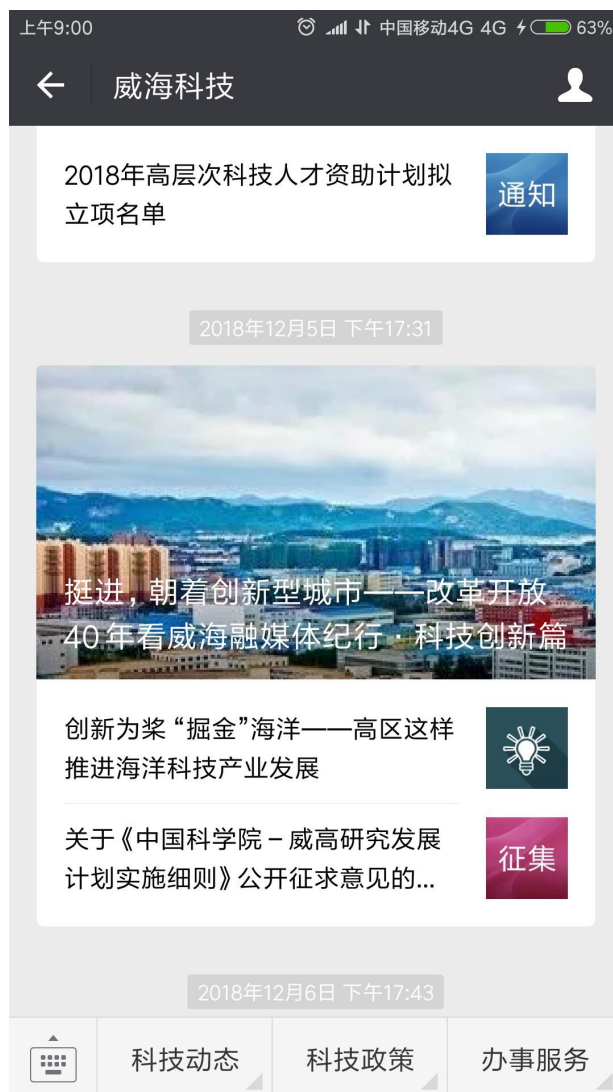 上午9:00 中国移动4G 4G 63%
威海科技
2018年高层次科技人才资助计划拟
立项名单
通知
2018年12月5日 下午17:31
挺进，朝着创新型城市——改革开放
40年看威海融媒体纪行·科技创新篇
创新为桨 “掘金”海洋——高区这样
推进海洋科技产业发展
关于《中国科学院－威高研究发展
计划实施细则》公开征求意见的...
征集
2018年12月6日 下午17:43
科技动态 科技政策 办事服务